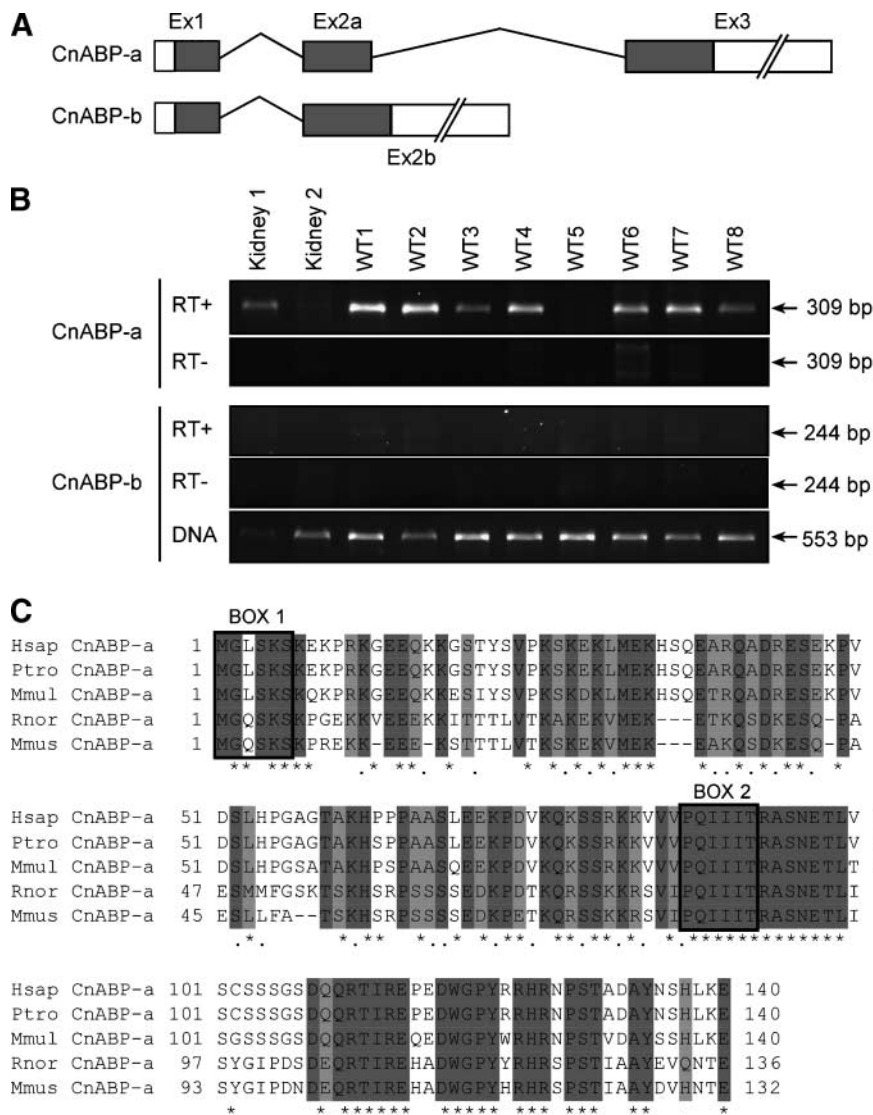 A
Ex1 Ex2a Ex3
CnABP-a
CnABP-b
Ex2b
B
Kidney 1 Kidney 2 WT1 WT2 WT3 WT4 WT5 WT6 WT7 WT8
CnABP-a
RT+ 309 bp
RT- 309 bp
CnABP-b
RT+ 244 bp
RT- 244 bp
DNA 553 bp
C
BOX 1
Hsap CnABP-a 1 MGLSKSKEKPRKGEEQKKGSTYSVPKSKEKLMEKHSQEARQADRESEKPV
Ptro CnABP-a 1 MGLSKSKEKPRKGEEQKKGSTYSVPKSKEKLMEKHSQEARQADRESEKPV
Mmul CnABP-a 1 MGLSKSKQKPRKGEEQKKESIYSVPKSKDKLMEKHSQETRQADRESEKPV
Rnor CnABP-a 1 MGQSKSKPGEKKVEEEKKITTTLVTKAKEKVMEK---ETKQSDKESQ-PA
Mmus CnABP-a 1 MGQSKSKPREKK-EEE-KSTTTLVTKSKEKVMEK---EAKQSDKESQ-PA
BOX 2
Hsap CnABP-a 51 DSLHPGAGTAKHPPPAASLEEKPDVKQKSSRKKVVVPQIIITRASNETLV
Ptro CnABP-a 51 DSLHPGAGTAKHSPPAASLEEKPDVKQKSSRKKVVVPQIIITRASNETLV
Mmul CnABP-a 51 DSLHPGSATAKHSPSAASQEEKPDVKQKSSRKKVVVPQIIITRASNETLT
Rnor CnABP-a 47 ESMMFGSKTSKHSRPSSSSEDKPDTKQRSSKKRSVIPQIIITRASNETLI
Mmus CnABP-a 45 ESLLFA--TSKHSRPSSSSEDKPETKQRSSKKRSVIPQIIITRASNETLI
Hsap CnABP-a 101 SCSSSGSDQQRTIREPEDWGPYRRHRNPSTADAYNSHLKE 140
Ptro CnABP-a 101 SCSSSGSDQQRTIREPEDWGPYRRHRNPSTADAYNSHLKE 140
Mmul CnABP-a 101 SGSSSGSDQQRTIREQEDWGPYWRHRNPSTVDAYSSHLKE 140
Rnor CnABP-a 97 SYGIPDSDEQRTIREHADWGPYRRHRSPSTIAAYEVQNTE 136
Mmus CnABP-a 93 SYGIPDNDEQRTIREHADWGPYHRHRSPSTIAAYDVHNTE 132